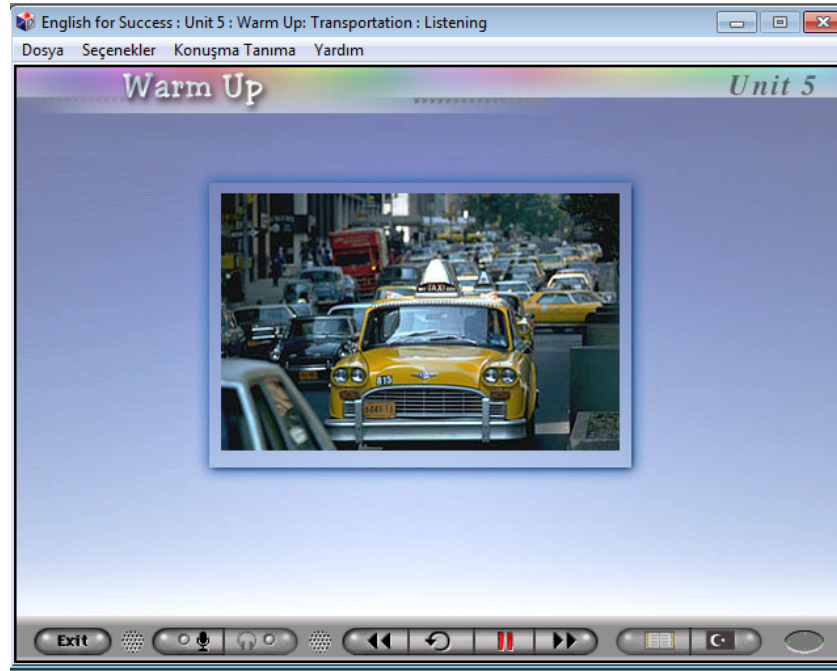 English for Success : Unit 5 : Warm Up: Transportation : Listening
Dosya Seçenekler Konuşma Tanıma Yardım
Warm Up
Unit 5
TAXI
815
Exit